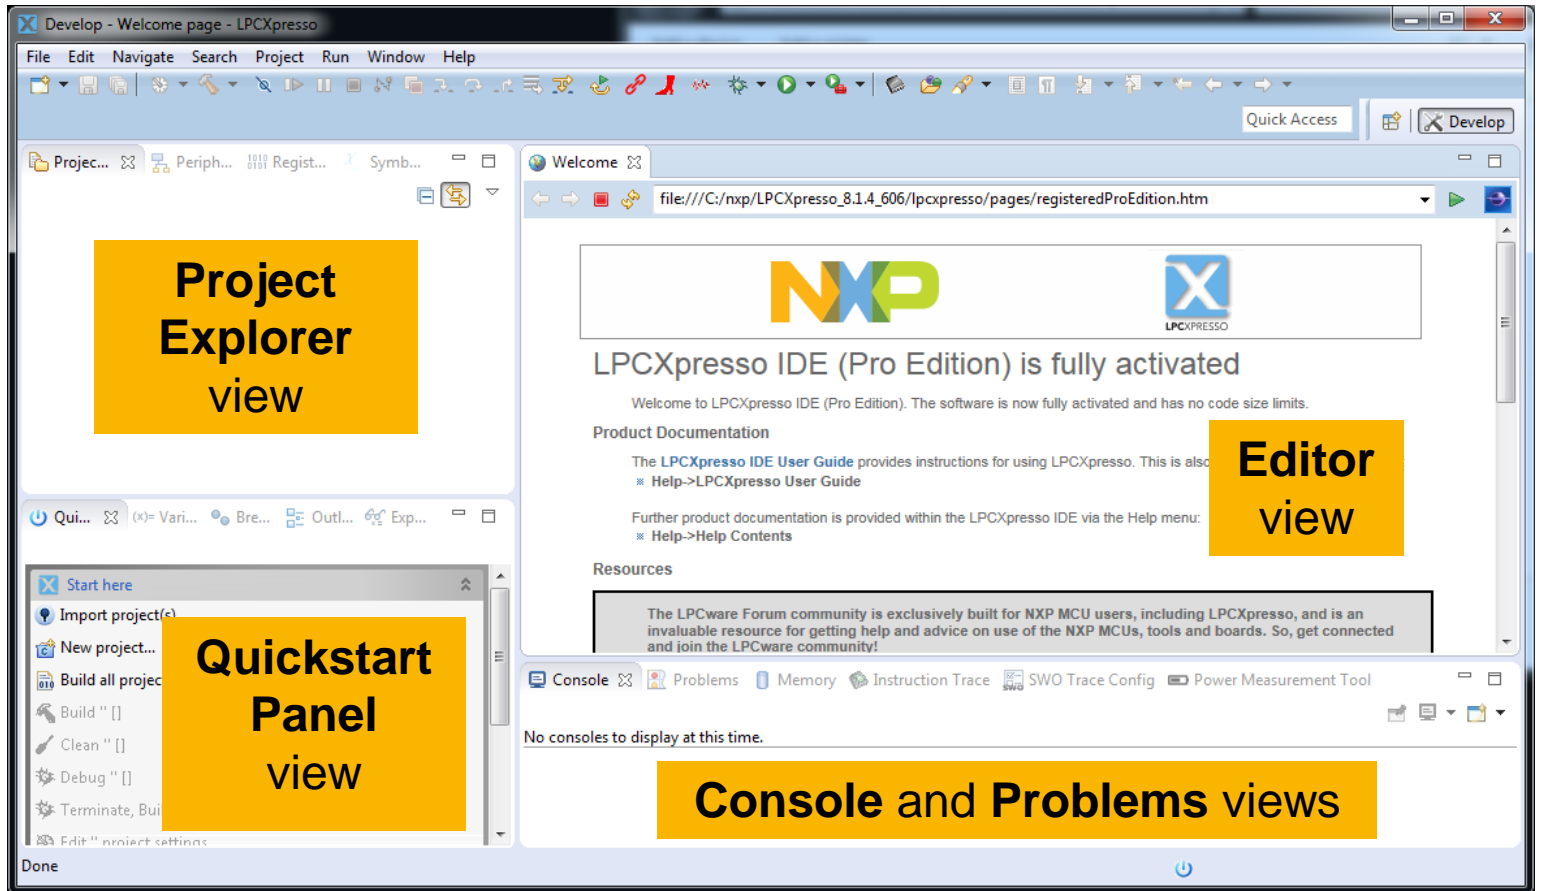 Develop - Welcome page - LPCXpresso
File Edit Navigate Search Project Run Window Help
Quick Access
Develop
Projec... Periph... Regist... Symb...
Project
Explorer
view
Welcome
file:///C:/nxp/LPCXpresso_8.1.4_606/lpcxpresso/pages/registeredProEdition.htm
NXP
LPCXPRESSO
LPCXpresso IDE (Pro Edition) is fully activated
Welcome to LPCXpresso IDE (Pro Edition). The software is now fully activated and has no code size limits.
Product Documentation
The LPCXpresso IDE User Guide provides instructions for using LPCXpresso. This is also
Help->LPCXpresso User Guide
Further product documentation is provided within the LPCXpresso IDE via the Help menu:
Help->Help Contents
Resources
The LPCware Forum community is exclusively built for NXP MCU users, including LPCXpresso, and is an
invaluable resource for getting help and advice on use of the NXP MCUs, tools and boards. So, get connected
and join the LPCware community!
Editor
view
Qui... (x)= Vari... Bre... Outl... Exp...
Start here
Import project(s)
New project...
Build all projec
Build '' []
Clean '' []
Debug '' []
Terminate, Bui
Edit '' project settings
Quickstart
Panel
view
Console Problems Memory Instruction Trace SWO Trace Config Power Measurement Tool
No consoles to display at this time.
Console and Problems views
Done